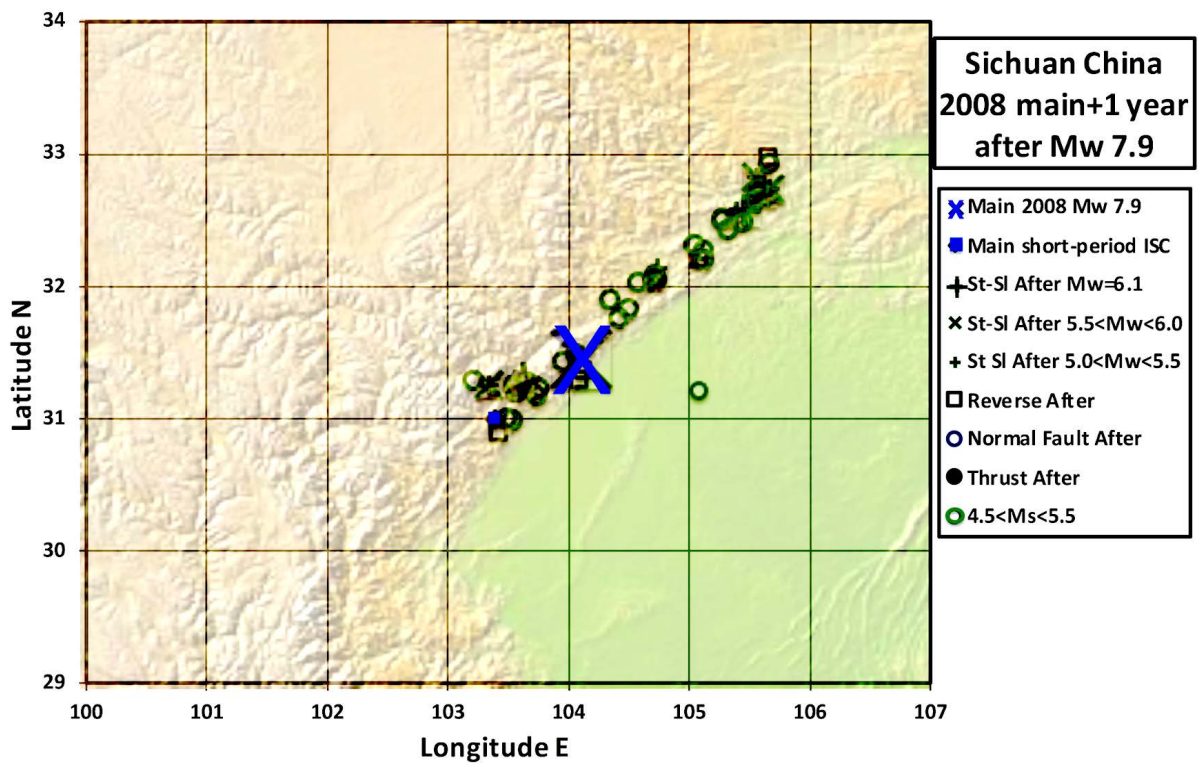 34
33
32
31
30
29
100
101
102
103
104
105
106
107
Latitude N
Longitude E
Sichuan China
2008 main+1 year
after Mw 7.9
Main 2008 Mw 7.9
Main short-period ISC
St-Sl After Mw=6.1
St-Sl After 5.5<Mw<6.0
St Sl After 5.0<Mw<5.5
Reverse After
Normal Fault After
Thrust After
4.5<Ms<5.5